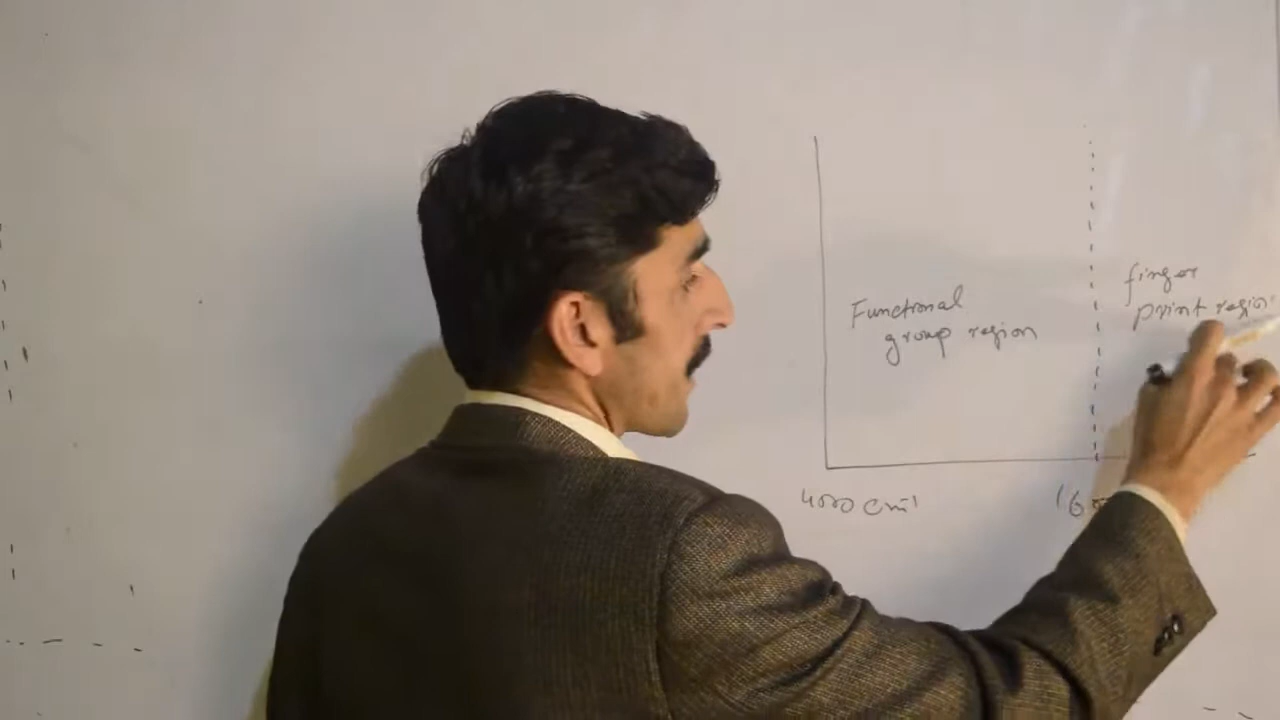 finger
print region
Functional
group region
4000 cm⁻¹